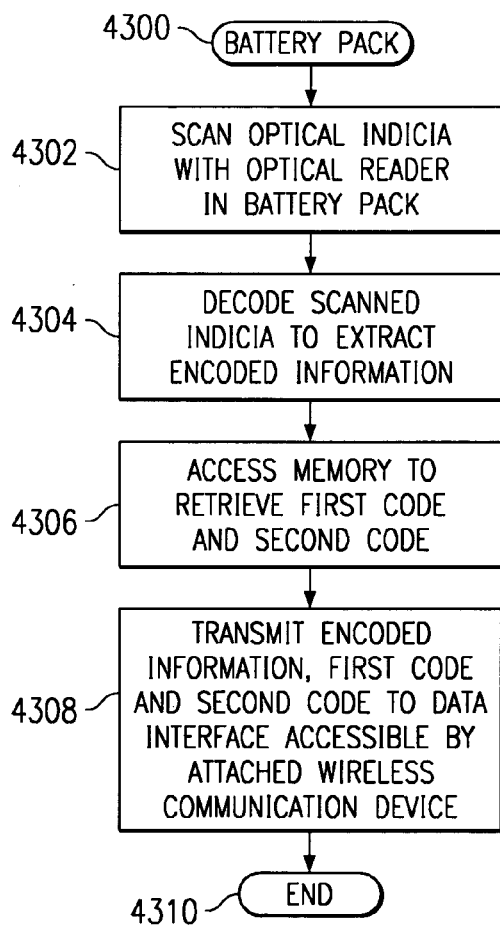 4300
BATTERY PACK
4302
SCAN OPTICAL INDICIA
WITH OPTICAL READER
IN BATTERY PACK
4304
DECODE SCANNED
INDICIA TO EXTRACT
ENCODED INFORMATION
4306
ACCESS MEMORY TO
RETRIEVE FIRST CODE
AND SECOND CODE
4308
TRANSMIT ENCODED
INFORMATION, FIRST CODE
AND SECOND CODE TO DATA
INTERFACE ACCESSIBLE BY
ATTACHED WIRELESS
COMMUNICATION DEVICE
4310
END